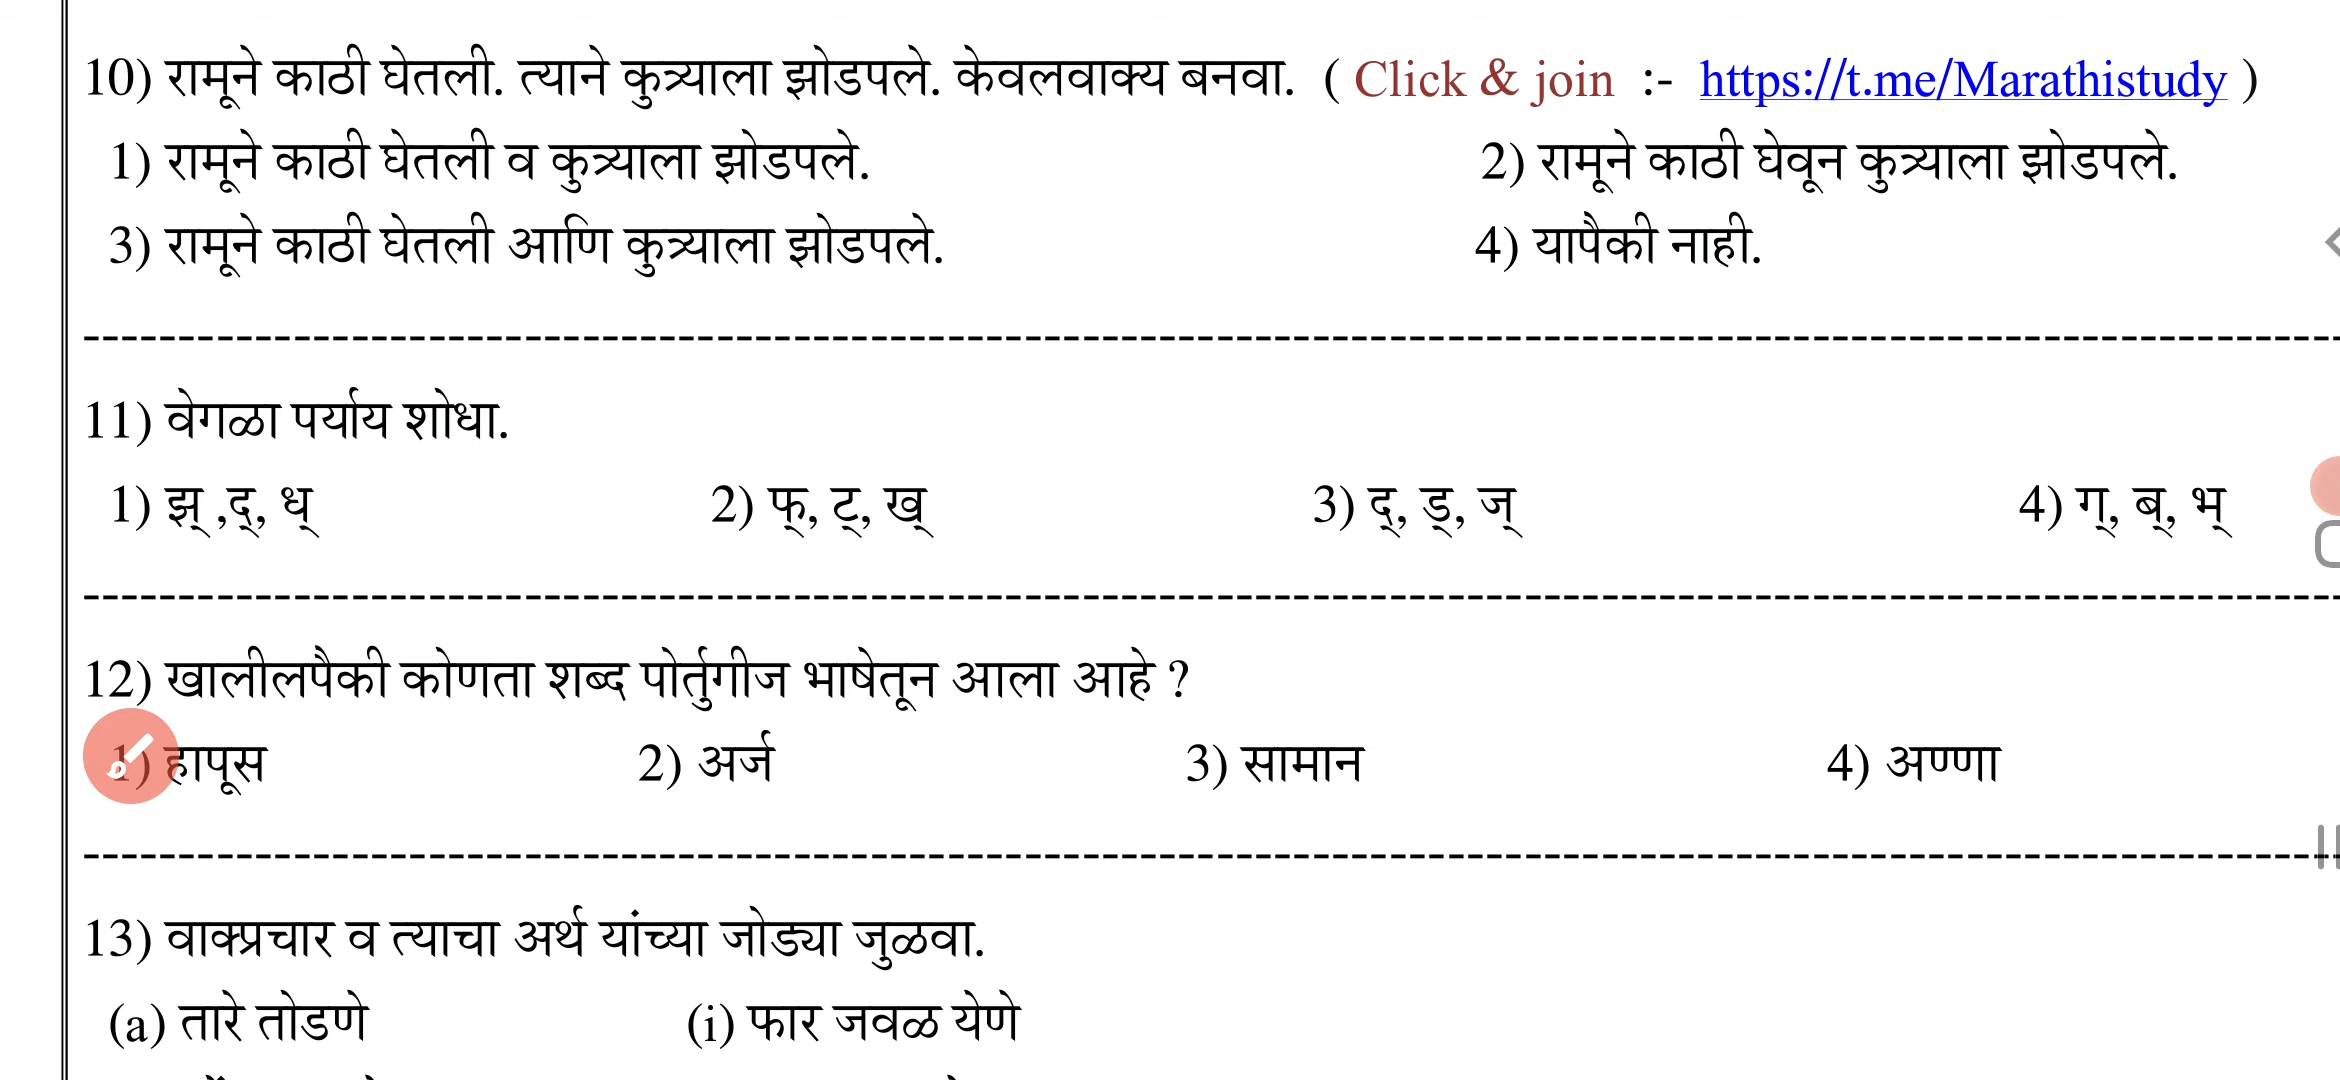 10) रामूने काठी घेतली. त्याने कुत्र्याला झोडपले. केवलवाक्य बनवा. ( Click & join :- https://t.me/Marathistudy )
1) रामूने काठी घेतली व कुत्र्याला झोडपले. 2) रामूने काठी घेवून कुत्र्याला झोडपले.
3) रामूने काठी घेतली आणि कुत्र्याला झोडपले. 4) यापैकी नाही.
11) वेगळा पर्याय शोधा.
1) झ् ,द्, ध् 2) फ्, ट्, ख् 3) द्, ड्, ज् 4) ग्, ब्, भ्
12) खालीलपैकी कोणता शब्द पोर्तुगीज भाषेतून आला आहे ?
1) हापूस 2) अर्ज 3) सामान 4) अण्णा
13) वाक्प्रचार व त्याचा अर्थ यांच्या जोड्या जुळवा.
(a) तारे तोडणे (i) फार जवळ येणे